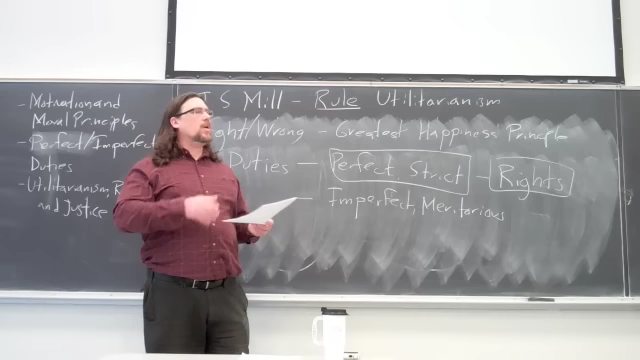 - Motivation and
Moral Principles
- Perfect/Imperfect
Duties
- Utilitarianism,
and Justice
J S Mill - Rule Utilitarianism
Right/Wrong - Greatest Happiness Principle
Duties - Perfect, Strict - Rights
- Imperfect, Meritorious